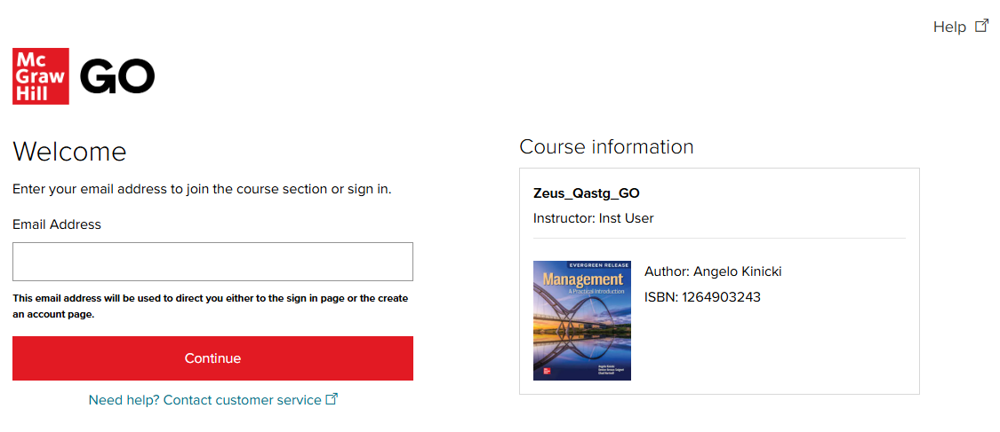 Help
Mc
Graw
Hill
GO
Welcome
Enter your email address to join the course section or sign in.
Email Address
This email address will be used to direct you either to the sign in page or the create
an account page.
Continue
Need help? Contact customer service
Course information
Zeus_Qastg_GO
Instructor: Inst User
EVERGREEN RELEASE
Management
A Practical Introduction
Angelo Kinicki
Author: Angelo Kinicki
ISBN: 1264903243